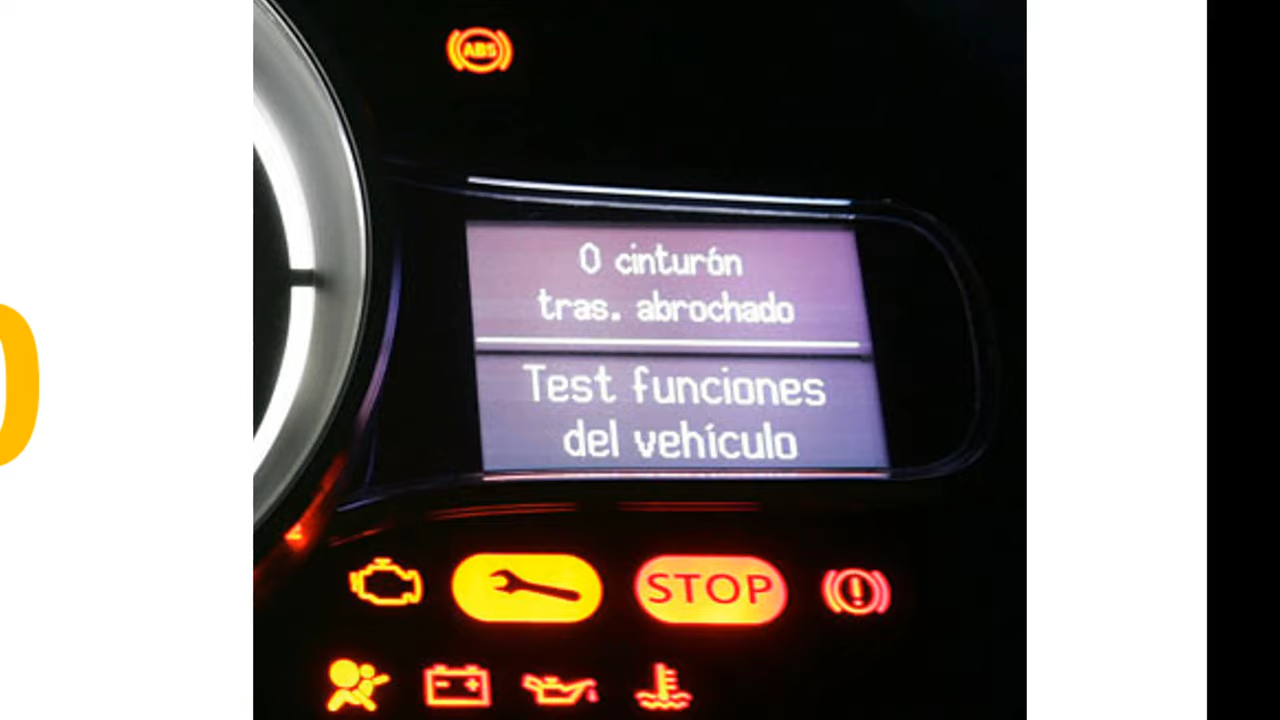 ABS
0 cinturón
tras. abrochado
Test funciones
del vehículo
STOP